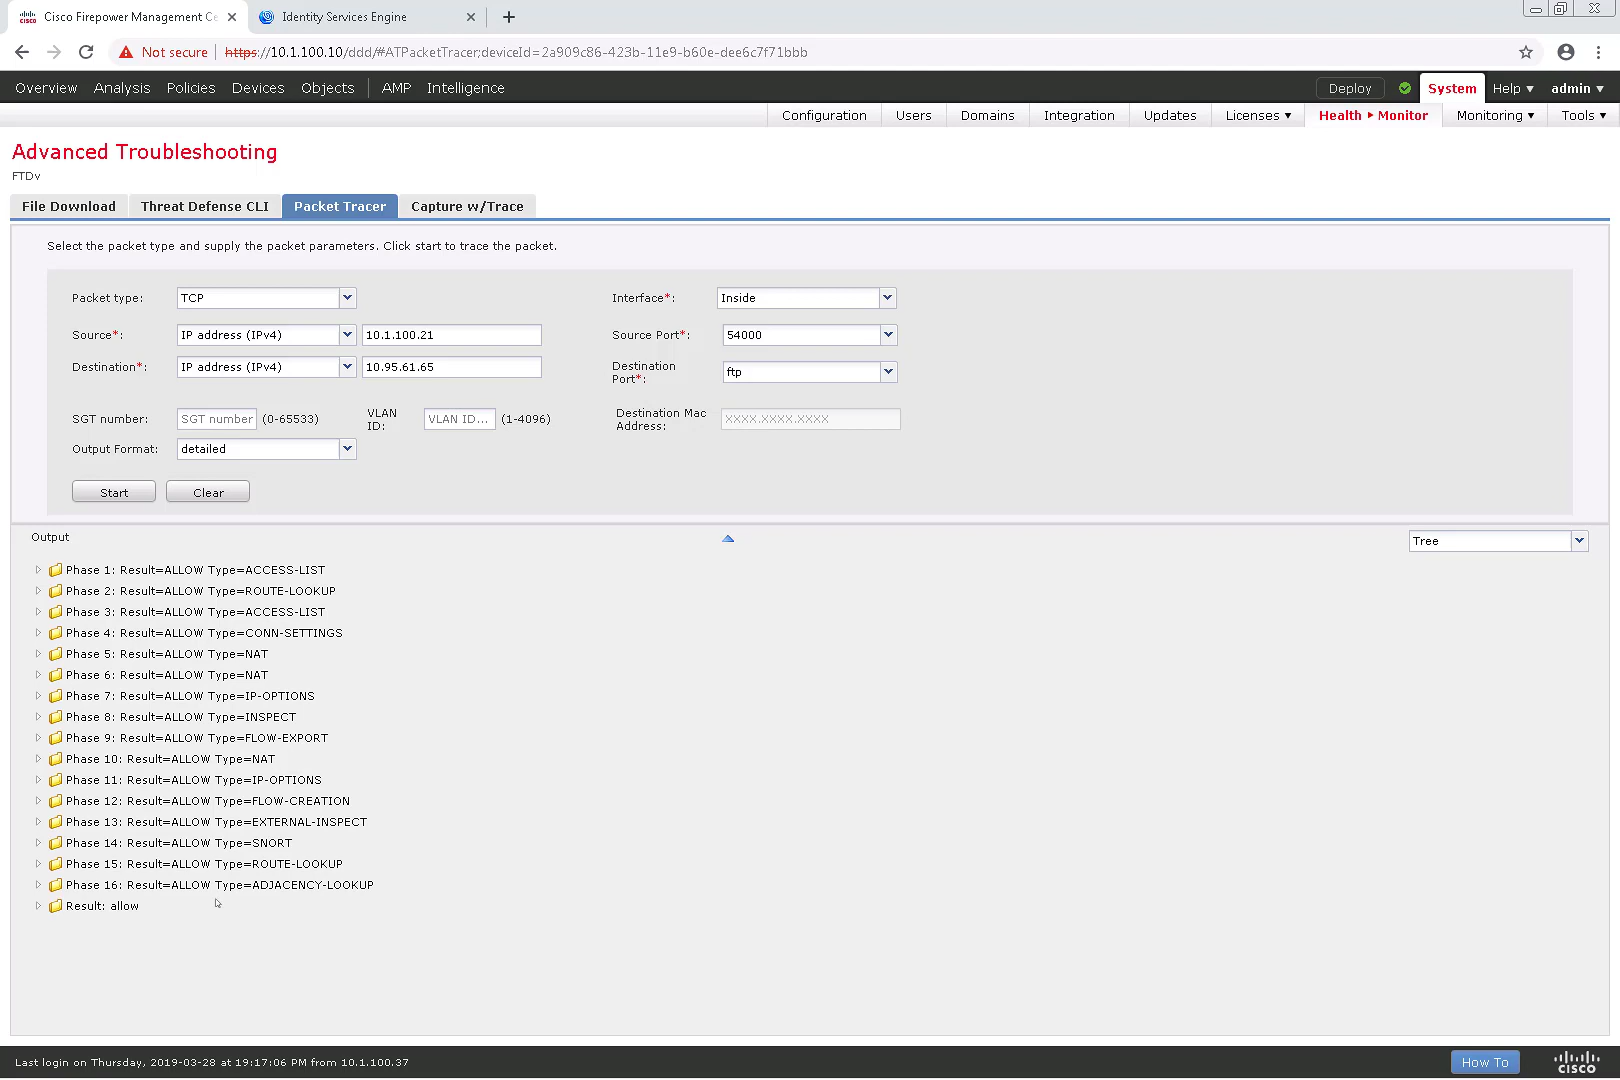 Cisco Firepower Management Ce
Identity Services Engine
Not secure
https://10.1.100.10/ddd/#ATPacketTracer;deviceId=2a909c86-423b-11e9-b60e-dee6c7f71bbb
Overview Analysis Policies Devices Objects AMP Intelligence Deploy System Help admin
Configuration Users Domains Integration Updates Licenses Health Monitor Monitoring Tools
Advanced Troubleshooting
FTDv
File Download Threat Defense CLI Packet Tracer Capture w/Trace
Select the packet type and supply the packet parameters. Click start to trace the packet.
Packet type: TCP Interface*: Inside
Source*: IP address (IPv4) 10.1.100.21 Source Port*: 54000
Destination*: IP address (IPv4) 10.95.61.65 Destination
Port*: ftp
SGT number: SGT number (0-65533) VLAN
ID: VLAN ID... (1-4096) Destination Mac
Address: XXXX.XXXX.XXXX
Output Format: detailed
Start Clear
Output Tree
Phase 1: Result=ALLOW Type=ACCESS-LIST
Phase 2: Result=ALLOW Type=ROUTE-LOOKUP
Phase 3: Result=ALLOW Type=ACCESS-LIST
Phase 4: Result=ALLOW Type=CONN-SETTINGS
Phase 5: Result=ALLOW Type=NAT
Phase 6: Result=ALLOW Type=NAT
Phase 7: Result=ALLOW Type=IP-OPTIONS
Phase 8: Result=ALLOW Type=INSPECT
Phase 9: Result=ALLOW Type=FLOW-EXPORT
Phase 10: Result=ALLOW Type=NAT
Phase 11: Result=ALLOW Type=IP-OPTIONS
Phase 12: Result=ALLOW Type=FLOW-CREATION
Phase 13: Result=ALLOW Type=EXTERNAL-INSPECT
Phase 14: Result=ALLOW Type=SNORT
Phase 15: Result=ALLOW Type=ROUTE-LOOKUP
Phase 16: Result=ALLOW Type=ADJACENCY-LOOKUP
Result: allow
Last login on Thursday, 2019-03-28 at 19:17:06 PM from 10.1.100.37 How To cisco